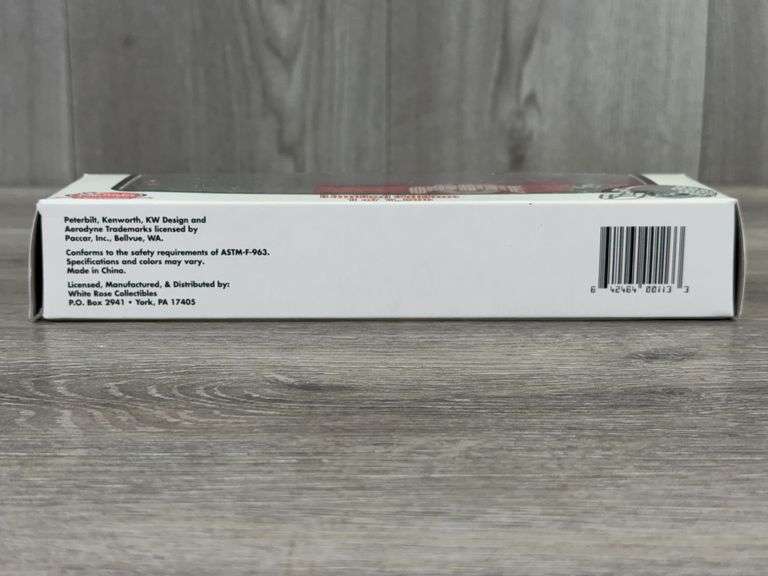 Peterbilt, Kenworth, KW Design and
Aerodyne Trademarks licensed by
Paccar, Inc., Bellvue, WA.
Conforms to the safety requirements of ASTM-F-963.
Specifications and colors may vary.
Made in China.
Licensed, Manufactured, & Distributed by:
White Rose Collectibles
P.O. Box 2941 • York, PA 17405
6 42464 00113 3